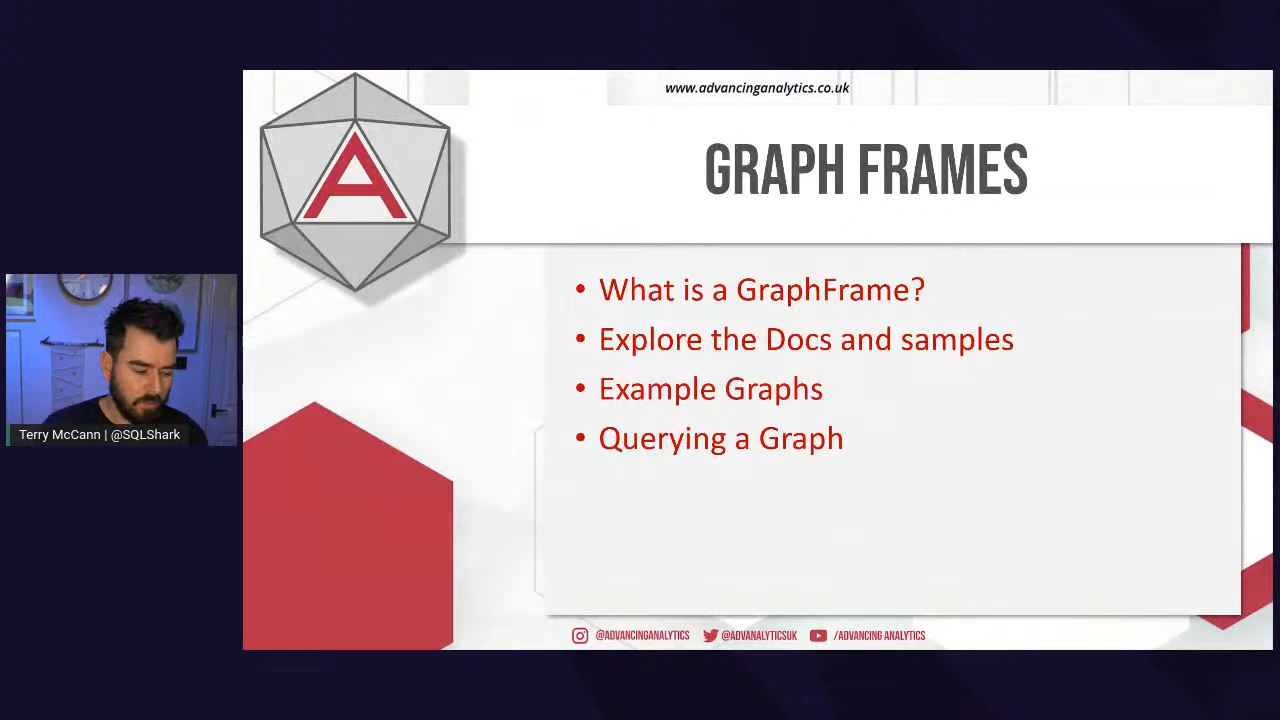 www.advancinganalytics.co.uk
A
GRAPH FRAMES
• What is a GraphFrame?
• Explore the Docs and samples
• Example Graphs
• Querying a Graph
Terry McCann | @SQLShark
@ADVANCINGANALYTICS @ADVANALYTICSUK /ADVANCING ANALYTICS